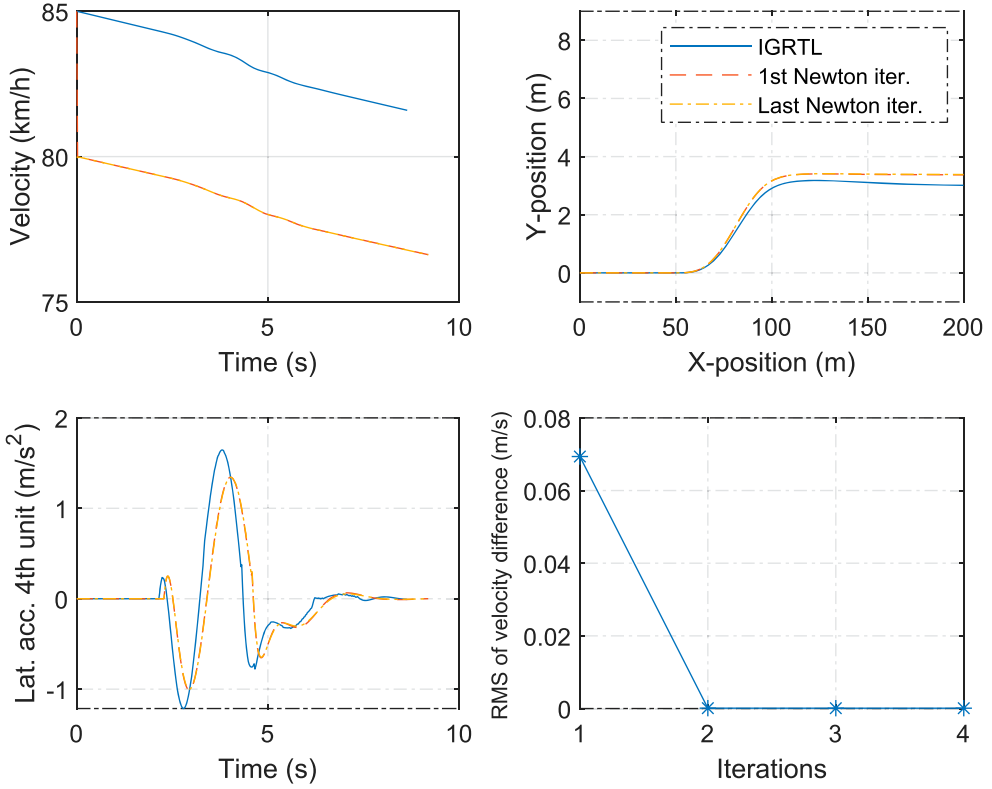 85
80
75
0
5
10
Velocity (km/h)
Time (s)
8
6
4
2
0
0
50
100
150
200
Y-position (m)
X-position (m)
IGRTL
1st Newton iter.
Last Newton iter.
2
1
0
-1
0
5
10
Lat. acc. 4th unit (m/s²)
Time (s)
0.08
0.06
0.04
0.02
0
1
2
3
4
RMS of velocity difference (m/s)
Iterations